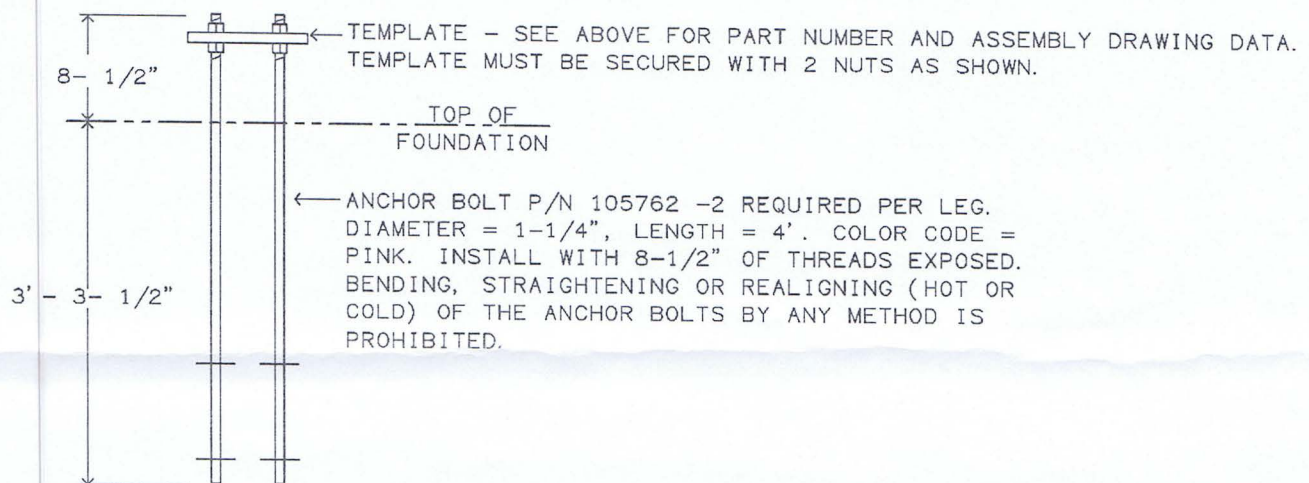 TEMPLATE - SEE ABOVE FOR PART NUMBER AND ASSEMBLY DRAWING DATA.
TEMPLATE MUST BE SECURED WITH 2 NUTS AS SHOWN.
8- 1/2"
TOP OF
FOUNDATION
ANCHOR BOLT P/N 105762 -2 REQUIRED PER LEG.
DIAMETER = 1-1/4", LENGTH = 4'. COLOR CODE =
PINK. INSTALL WITH 8-1/2" OF THREADS EXPOSED.
BENDING, STRAIGHTENING OR REALIGNING (HOT OR
COLD) OF THE ANCHOR BOLTS BY ANY METHOD IS
PROHIBITED.
3' - 3- 1/2"